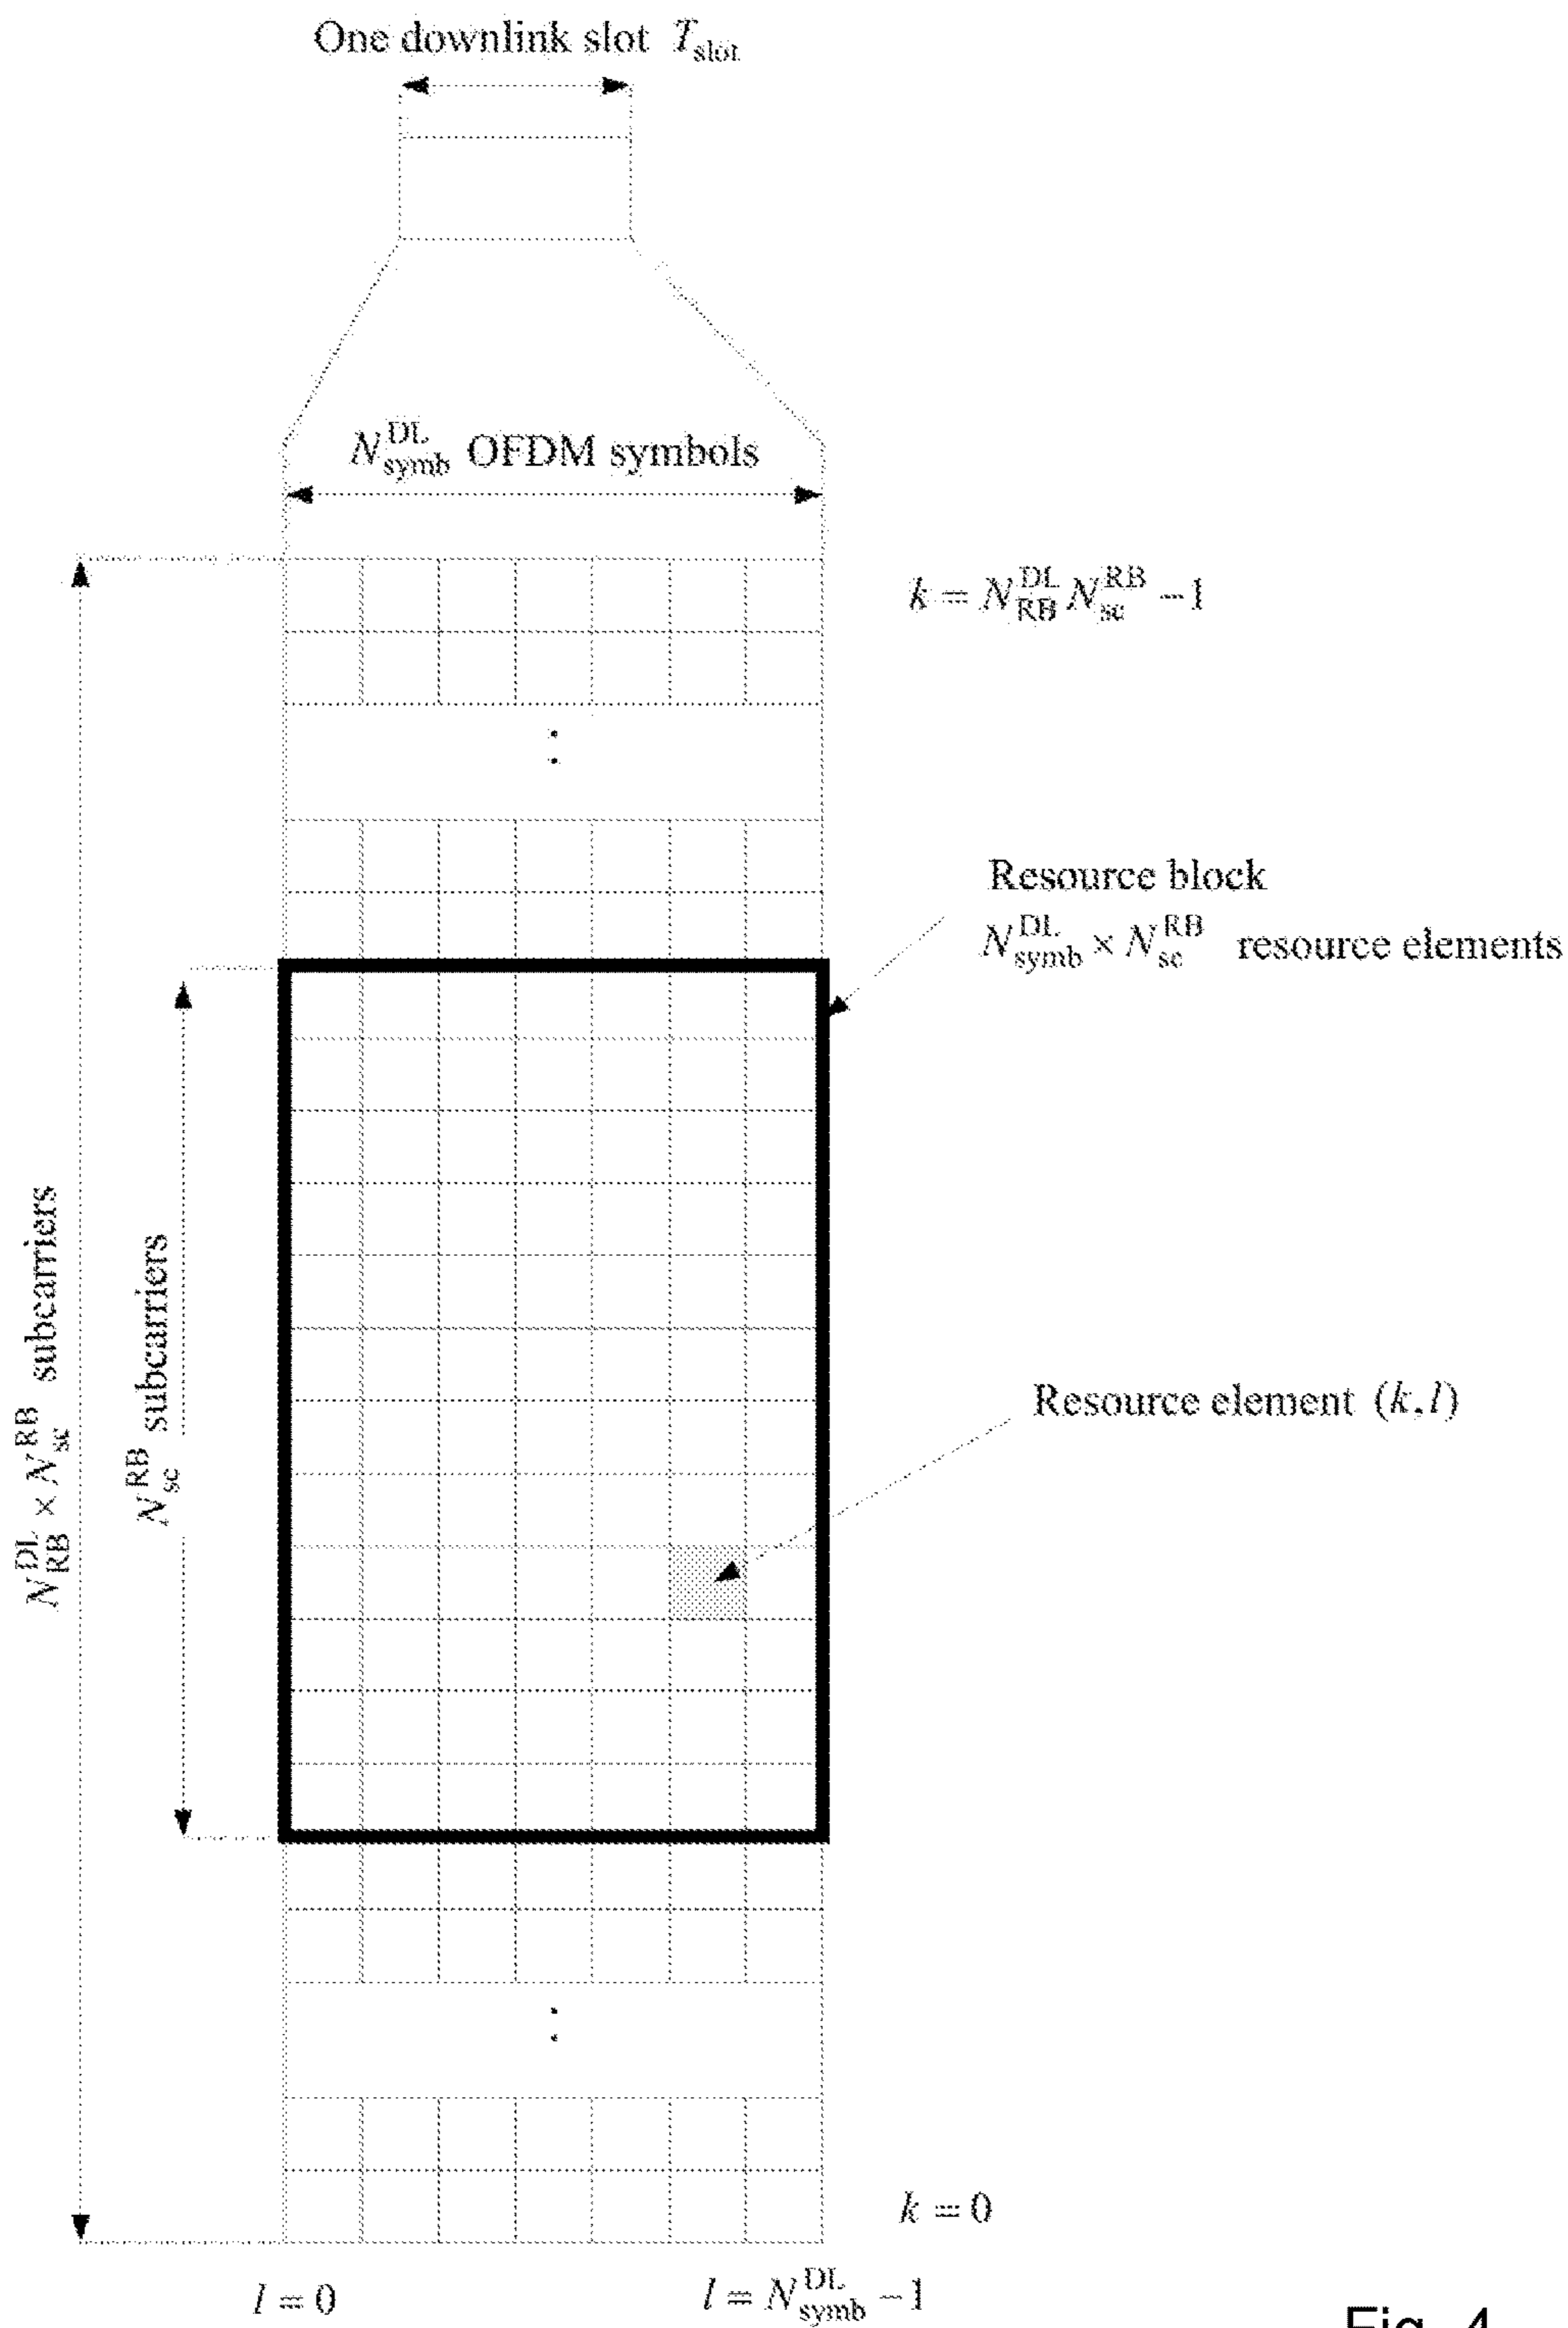 One downlink slot T_slot
N_symb^DL OFDM symbols
k = N_RB^DL N_sc^RB − 1
Resource block
N_symb^DL × N_sc^RB resource elements
N_RB^DL × N_sc^RB subcarriers
N_sc^RB subcarriers
Resource element (k, l)
k = 0
l = 0
l = N_symb^DL − 1
Fig. 4